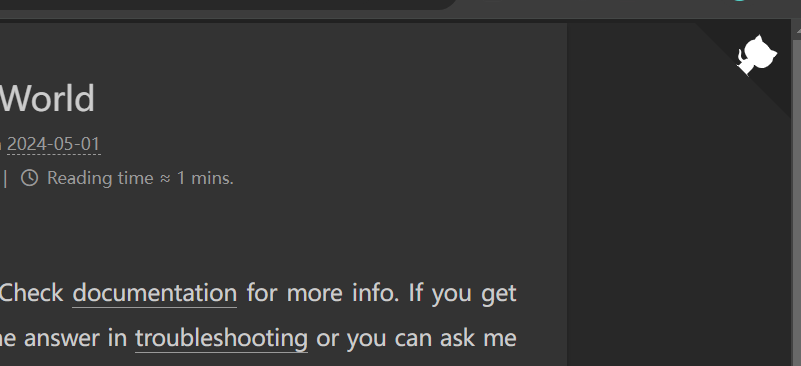 World
2024-05-01
| Reading time ≈ 1 mins.
Check documentation for more info. If you get
answer in troubleshooting or you can ask me